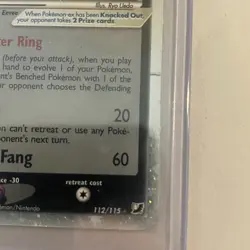 Illus. Ryo Ueda
When Pokémon-ex has been Knocked Out,
your opponent takes 2 Prize cards.
er Ring
(before your attack), when you play
hand to evolve 1 of your Pokémon,
nent's Benched Pokémon with 1 of the
r opponent chooses the Defending
20
on can't retreat or use any Poké-
ponent's next turn.
Fang 60
ce -30 retreat cost
émon/Nintendo 112/115